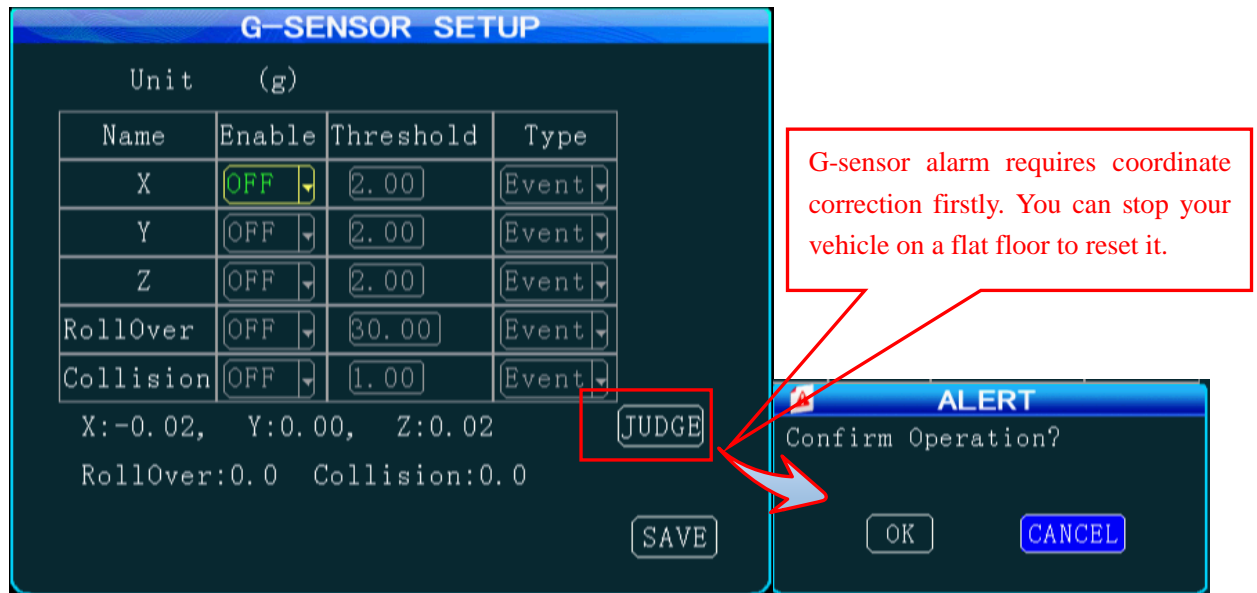 G-SENSOR SETUP
Unit (g)
Name Enable Threshold Type
X OFF 2.00 Event
Y OFF 2.00 Event
Z OFF 2.00 Event
RollOver OFF 30.00 Event
Collision OFF 1.00 Event
X:-0.02, Y:0.00, Z:0.02 JUDGE
RollOver:0.0 Collision:0.0
SAVE
G-sensor alarm requires coordinate
correction firstly. You can stop your
vehicle on a flat floor to reset it.
A ALERT
Confirm Operation?
OK CANCEL